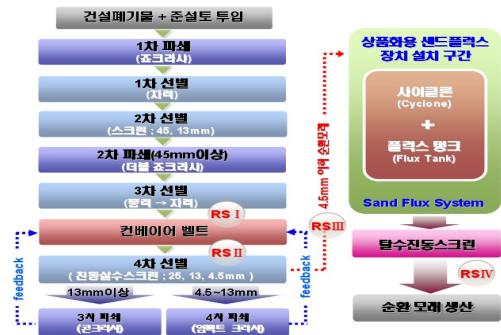 건설폐기물 + 준설토 투입
1차 파쇄
(죠크라샤)
1차 선별
(자력)
2차 선별
(스크린 : 45, 13mm)
2차 파쇄(45mm이상)
(더블 죠크라샤)
3차 선별
(풍력 → 자력)
RS I
컨베이어 벨트
RS II
4차 선별
( 진동살수스크린 : 25, 13, 4.5mm )
13mm이상
4.5~13mm
3차 파쇄
(콘크라샤)
4차 파쇄
(임팩트 크라샤)
feedback
feedback
4.5mm 이하 순환모래
RSIII
상품화용 샌드플럭스
장치 설치 구간
사이클론
(Cyclone)
+
플럭스 탱크
(Flux Tank)
Sand Flux System
탈수진동스크린
RSIV
순환 모래 생산